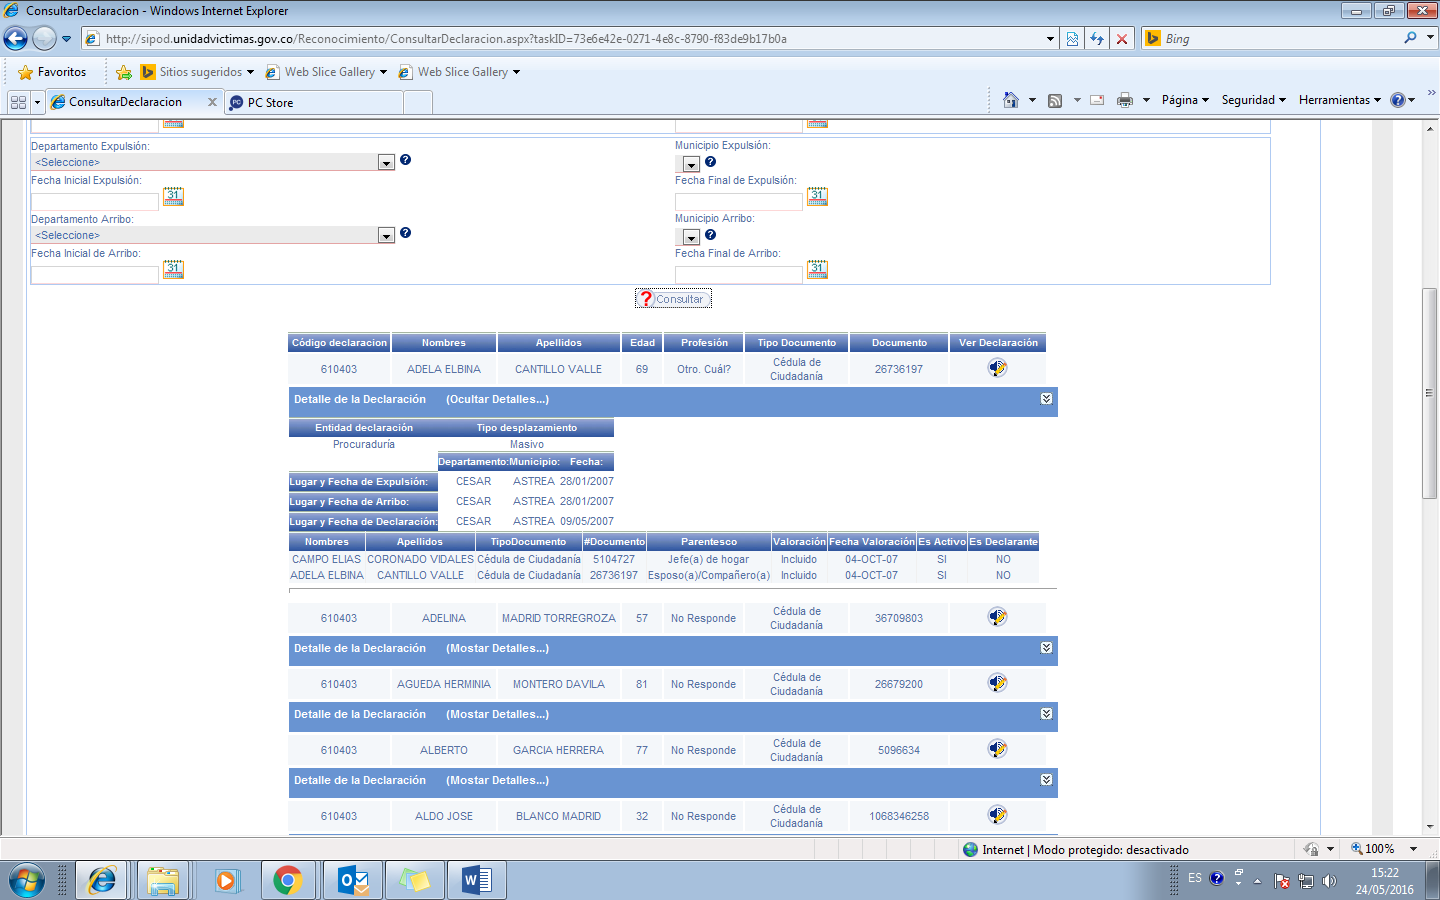 ConsultarDeclaracion - Windows Internet Explorer
http://sipod.unidadvictimas.gov.co/Reconocimiento/ConsultarDeclaracion.aspx?taskID=73e6e42e-0271-4e8c-8790-f83de9b17b0a
Bing
Favoritos Sitios sugeridos Web Slice Gallery Web Slice Gallery
ConsultarDeclaracion PC Store Página Seguridad Herramientas
Departamento Expulsión: Municipio Expulsión:
<Seleccione>
Fecha Inicial Expulsión: Fecha Final de Expulsión:
31 31
Departamento Arribo: Municipio Arribo:
<Seleccione>
Fecha Inicial de Arribo: Fecha Final de Arribo:
31 31
Consultar
Código declaracion Nombres Apellidos Edad Profesión Tipo Documento Documento Ver Declaración
610403 ADELA ELBINA CANTILLO VALLE 69 Otro. Cuál? Cédula de Ciudadanía 26736197
Detalle de la Declaración (Ocultar Detalles...)
Entidad declaración Tipo desplazamiento
Procuraduría Masivo
Departamento: Municipio: Fecha:
Lugar y Fecha de Expulsión: CESAR ASTREA 28/01/2007
Lugar y Fecha de Arribo: CESAR ASTREA 28/01/2007
Lugar y Fecha de Declaración: CESAR ASTREA 09/05/2007
Nombres Apellidos TipoDocumento #Documento Parentesco Valoración Fecha Valoración Es Activo Es Declarante
CAMPO ELIAS CORONADO VIDALES Cédula de Ciudadanía 5104727 Jefe(a) de hogar Incluido 04-OCT-07 SI NO
ADELA ELBINA CANTILLO VALLE Cédula de Ciudadanía 26736197 Esposo(a)/Compañero(a) Incluido 04-OCT-07 SI NO
610403 ADELINA MADRID TORREGROZA 57 No Responde Cédula de Ciudadanía 36709803
Detalle de la Declaración (Mostar Detalles...)
610403 AGUEDA HERMINIA MONTERO DAVILA 81 No Responde Cédula de Ciudadanía 26679200
Detalle de la Declaración (Mostar Detalles...)
610403 ALBERTO GARCIA HERRERA 77 No Responde Cédula de Ciudadanía 5096634
Detalle de la Declaración (Mostar Detalles...)
610403 ALDO JOSE BLANCO MADRID 32 No Responde Cédula de Ciudadanía 1068346258
Internet | Modo protegido: desactivado 100%
ES 15:22
24/05/2016